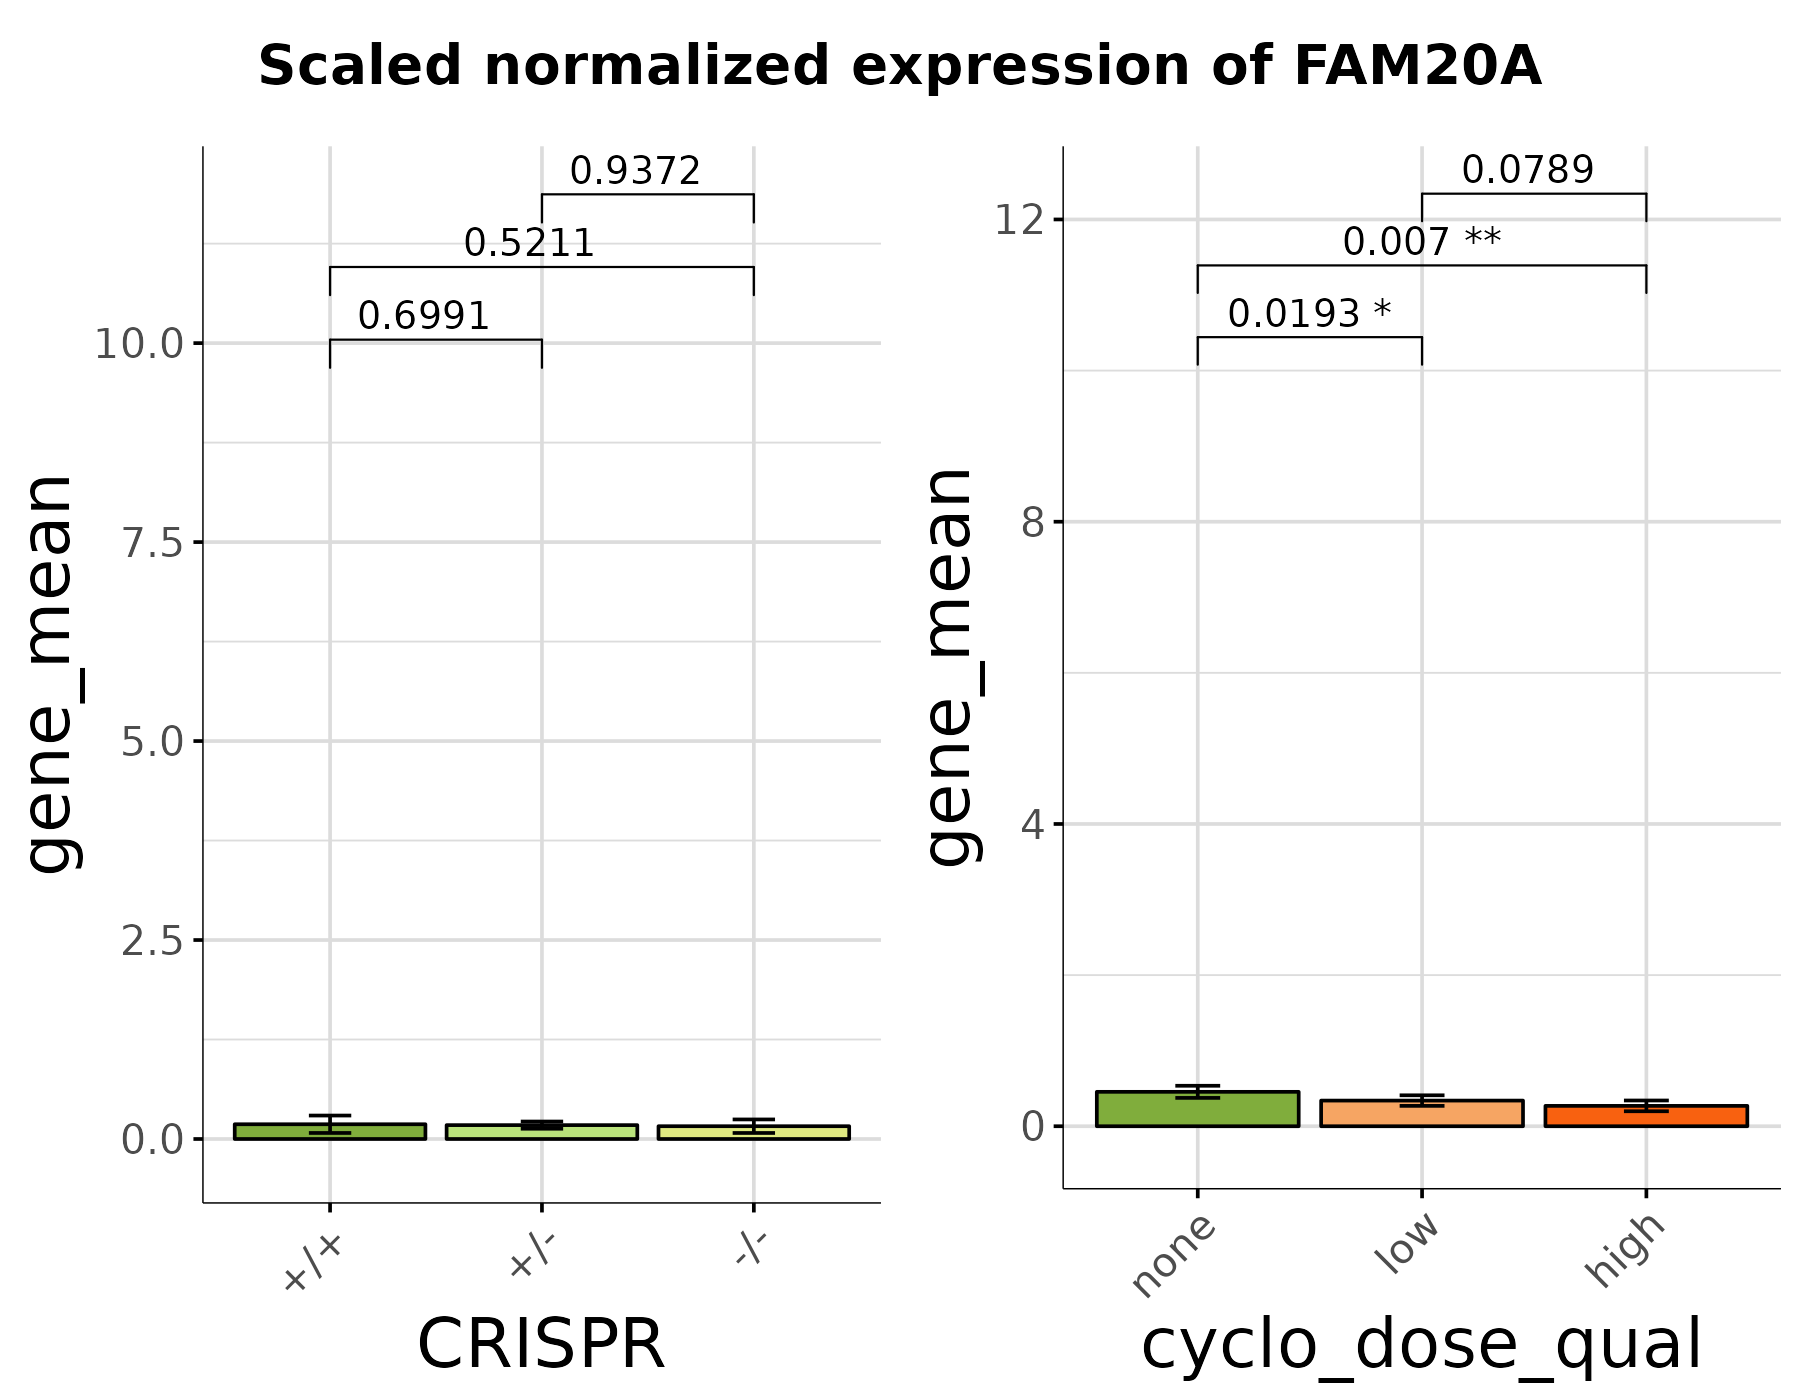 Scaled normalized expression of FAM20A
gene_mean
10.0
7.5
5.0
2.5
0.0
0.9372
0.5211
0.6991
+/+
+/-
-/-
CRISPR
gene_mean
12
8
4
0
0.0789
0.007 **
0.0193 *
none
low
high
cyclo_dose_qual